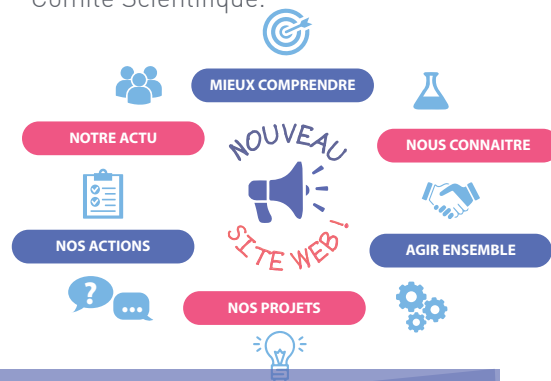 Comité Scientifique.
MIEUX COMPRENDRE
NOTRE ACTU
NOUVEAU
NOUS CONNAITRE
SITE WEB !
NOS ACTIONS
AGIR ENSEMBLE
?
...
NOS PROJETS